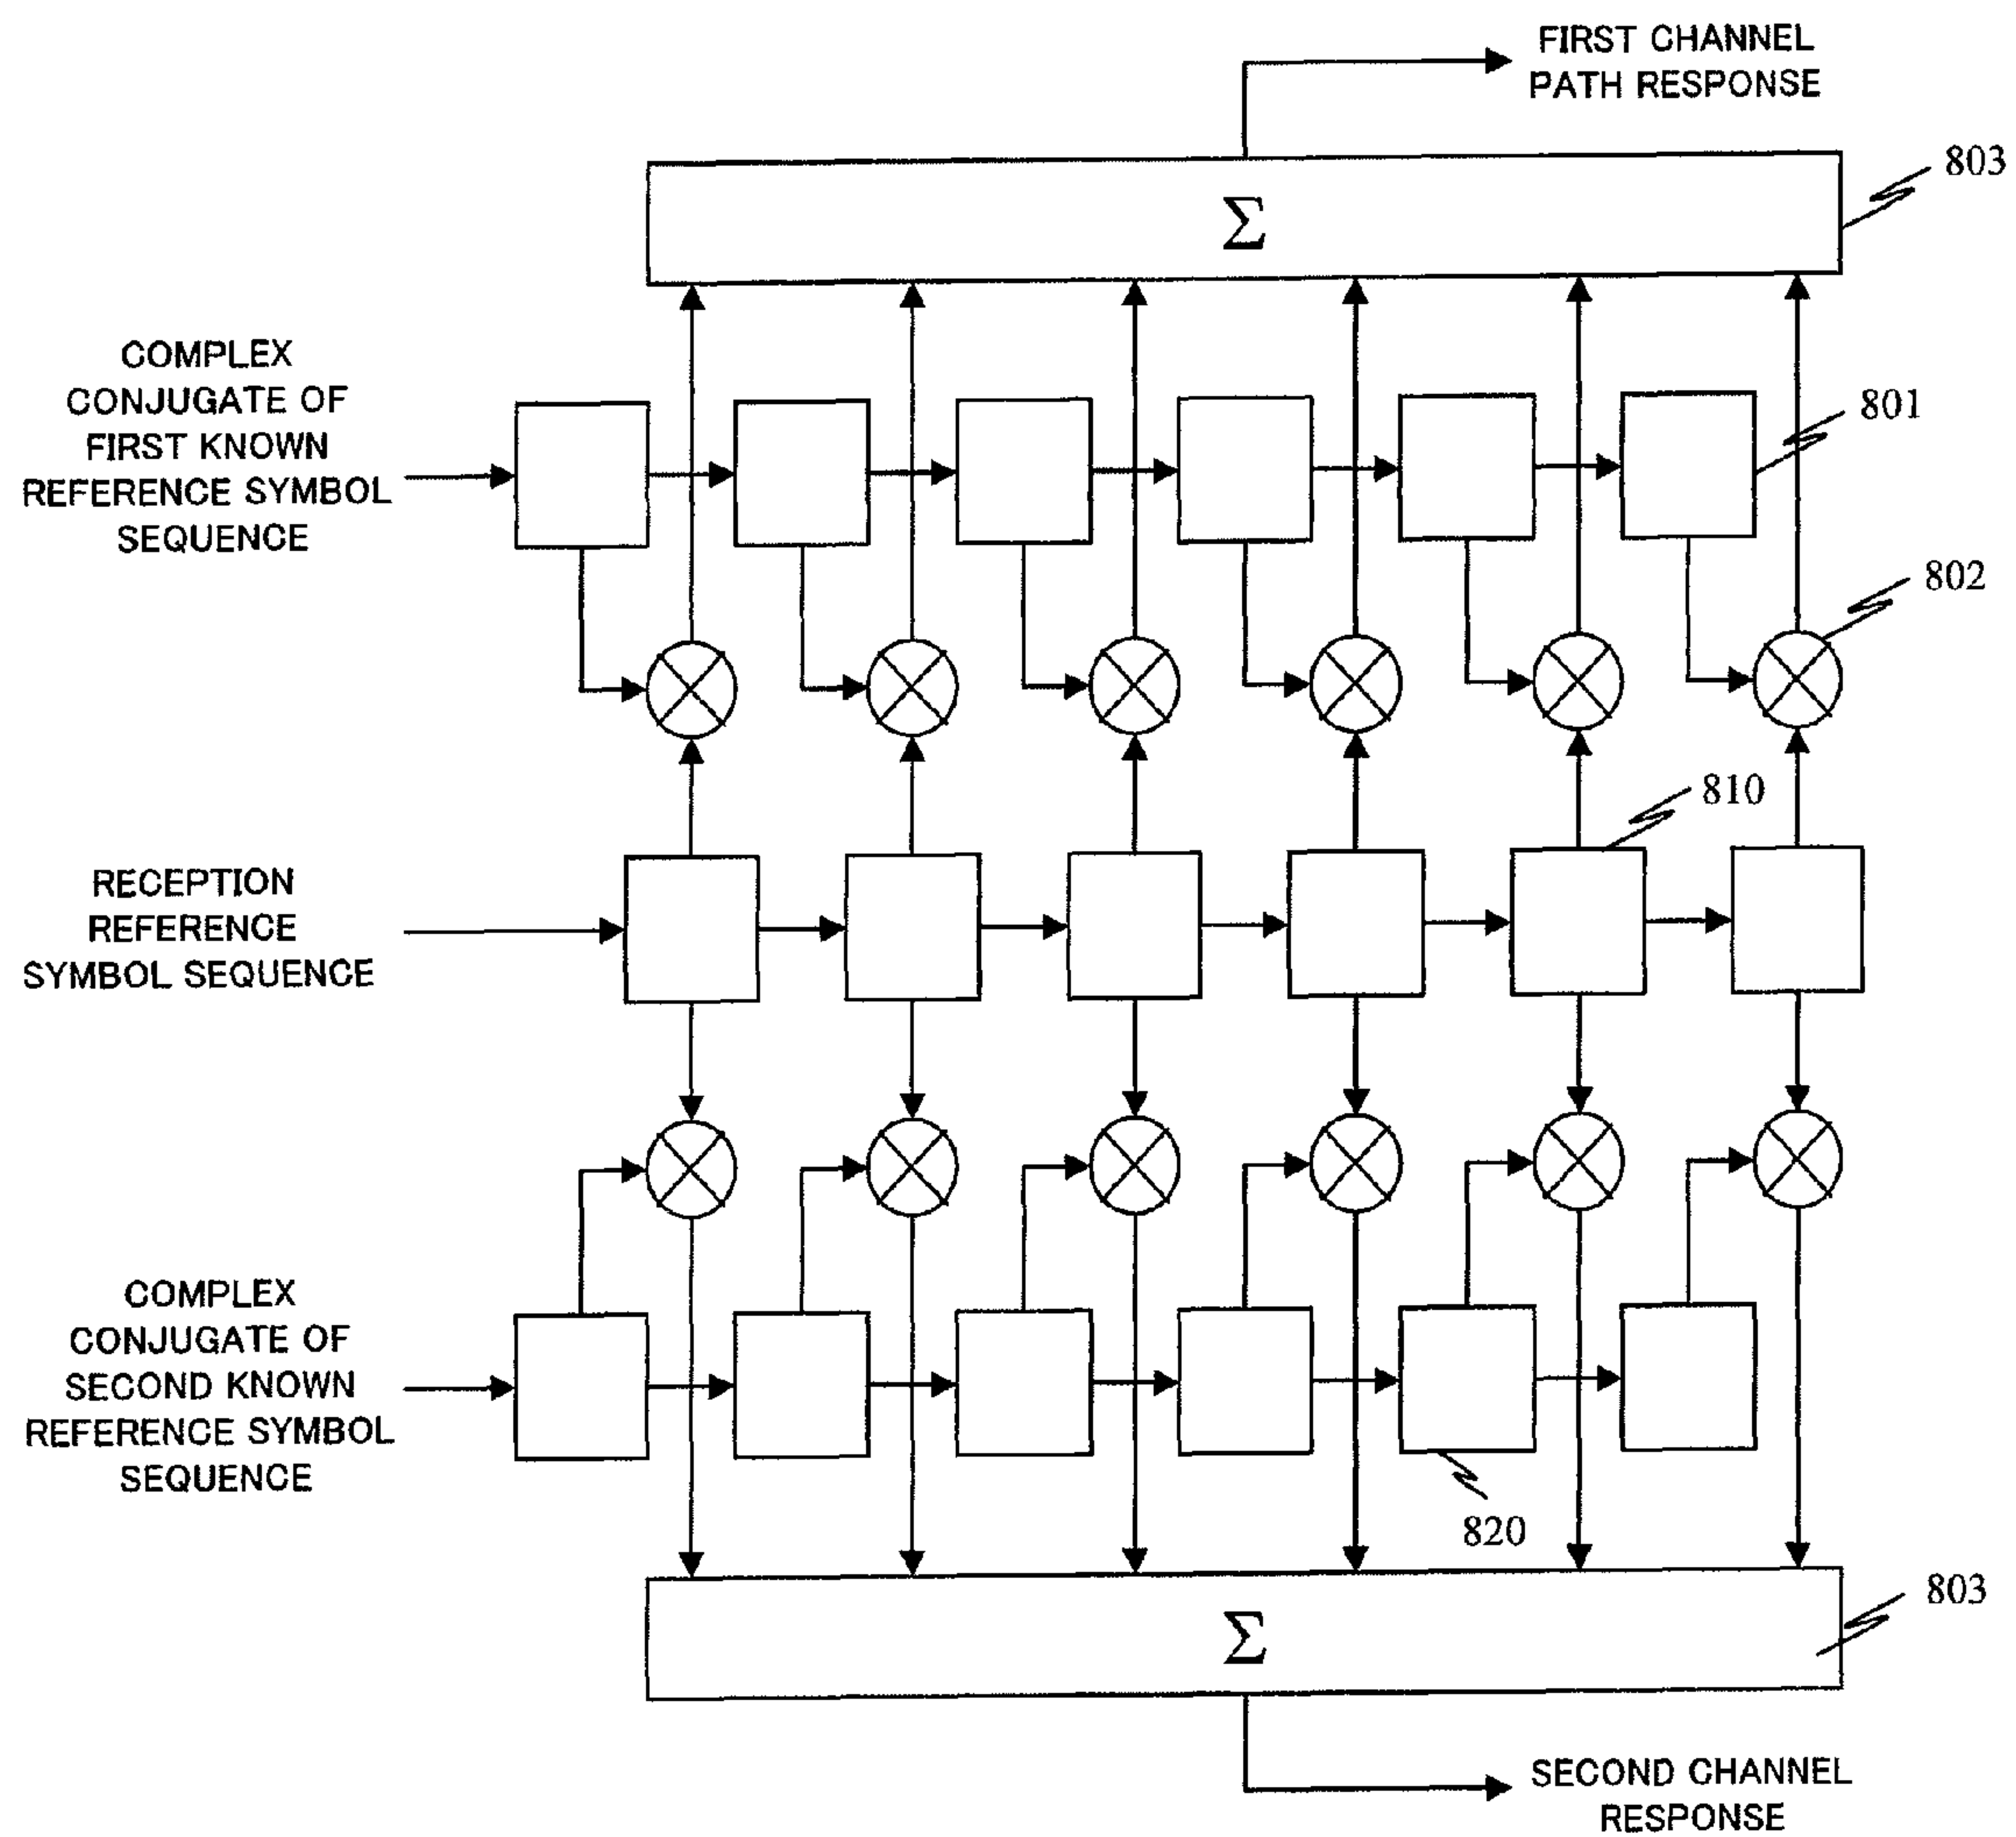 FIRST CHANNEL
PATH RESPONSE
803
Σ
COMPLEX
CONJUGATE OF
FIRST KNOWN
REFERENCE SYMBOL
SEQUENCE
801
802
810
RECEPTION
REFERENCE
SYMBOL SEQUENCE
COMPLEX
CONJUGATE OF
SECOND KNOWN
REFERENCE SYMBOL
SEQUENCE
820
803
Σ
SECOND CHANNEL
RESPONSE